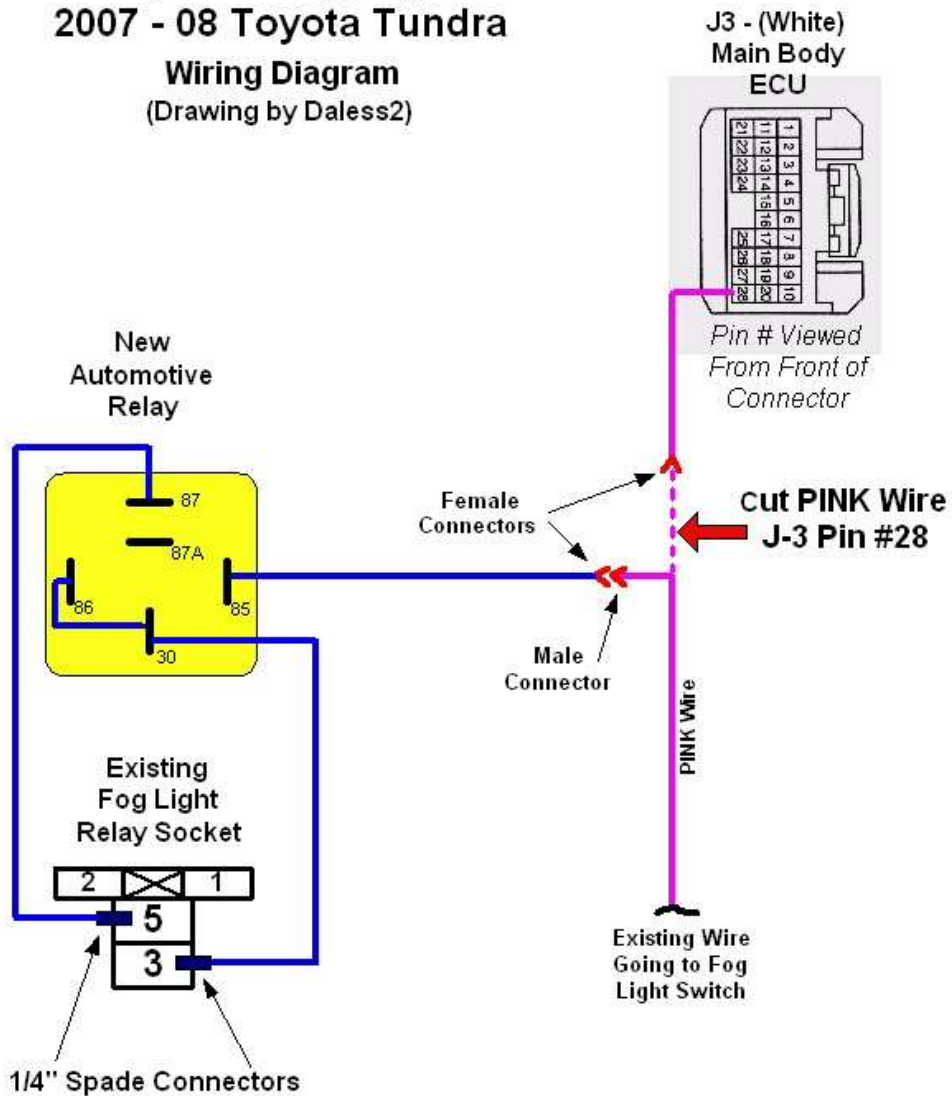 2007 - 08 Toyota Tundra
Wiring Diagram
(Drawing by Daless2)
J3 - (White)
Main Body
ECU
21 22 23 24 25 26 27 28
11 12 13 14 15 16 17 18 19 20
1 2 3 4 5 6 7 8 9 10
Pin # Viewed
From Front of
Connector
New
Automotive
Relay
87
87A
86
85
30
Female
Connectors
Cut PINK Wire
J-3 Pin #28
Male
Connector
PINK Wire
Existing
Fog Light
Relay Socket
2
1
5
3
Existing Wire
Going to Fog
Light Switch
1/4" Spade Connectors